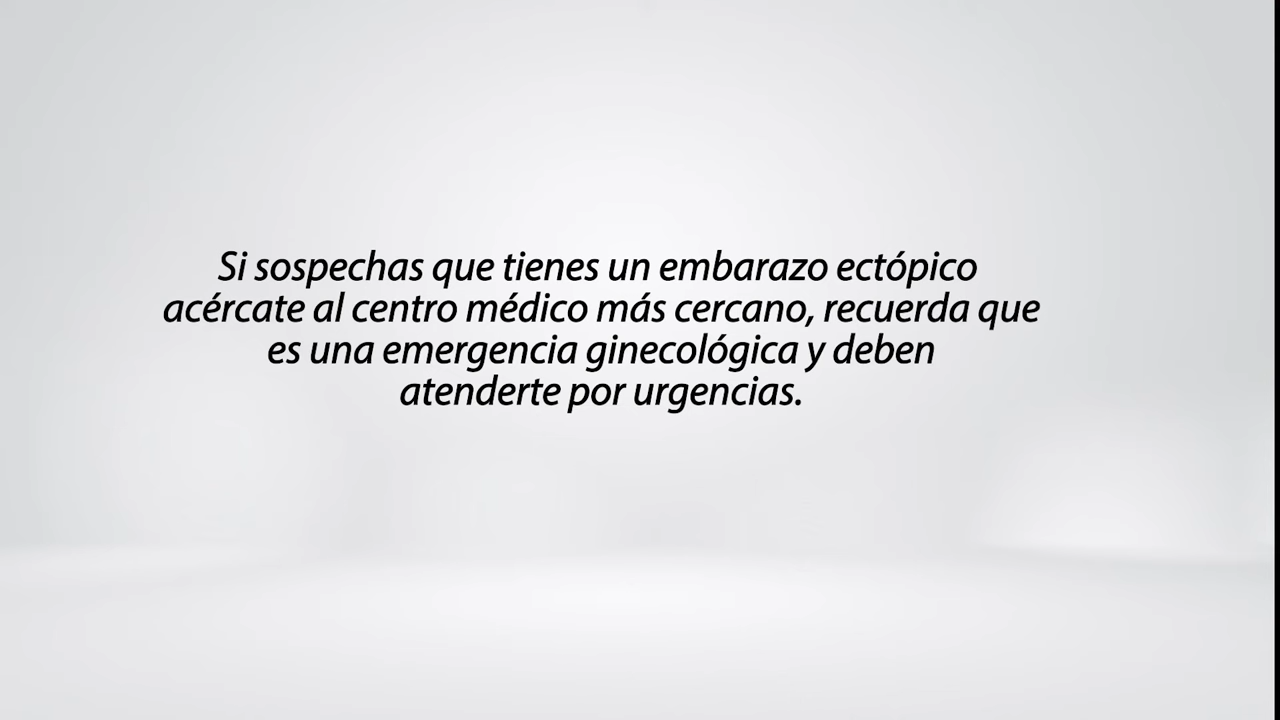 Si sospechas que tienes un embarazo ectópico
acércate al centro médico más cercano, recuerda que
es una emergencia ginecológica y deben
atenderte por urgencias.